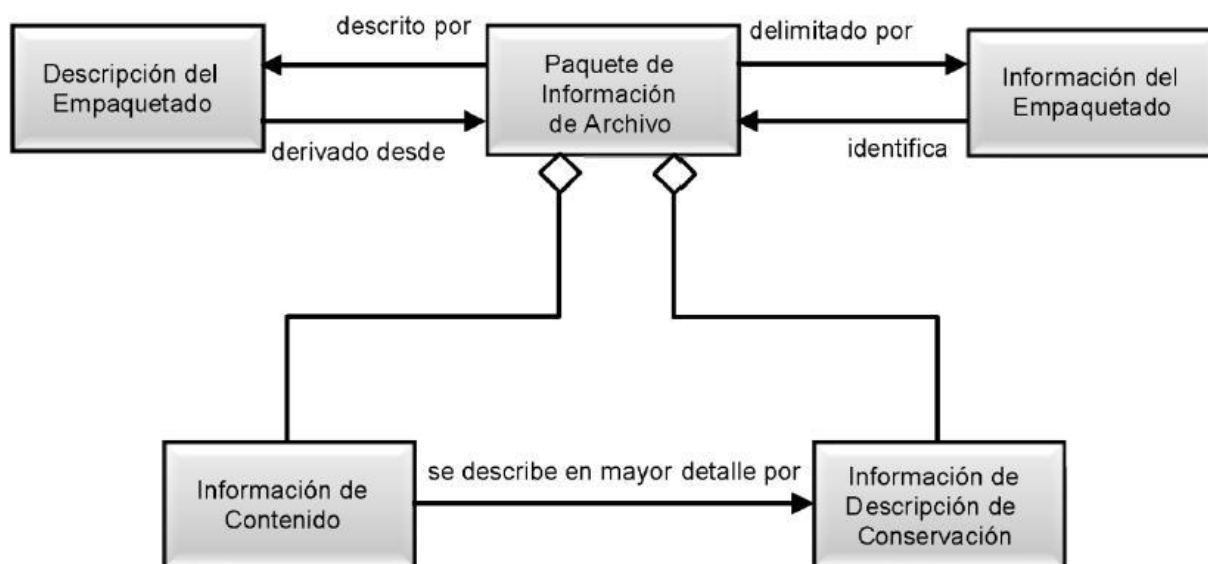 descrito por
delimitado por
Descripción del
Empaquetado
Paquete de
Información
de Archivo
Información del
Empaquetado
derivado desde
identifica
Información de
Contenido
se describe en mayor detalle por
Información de
Descripción de
Conservación